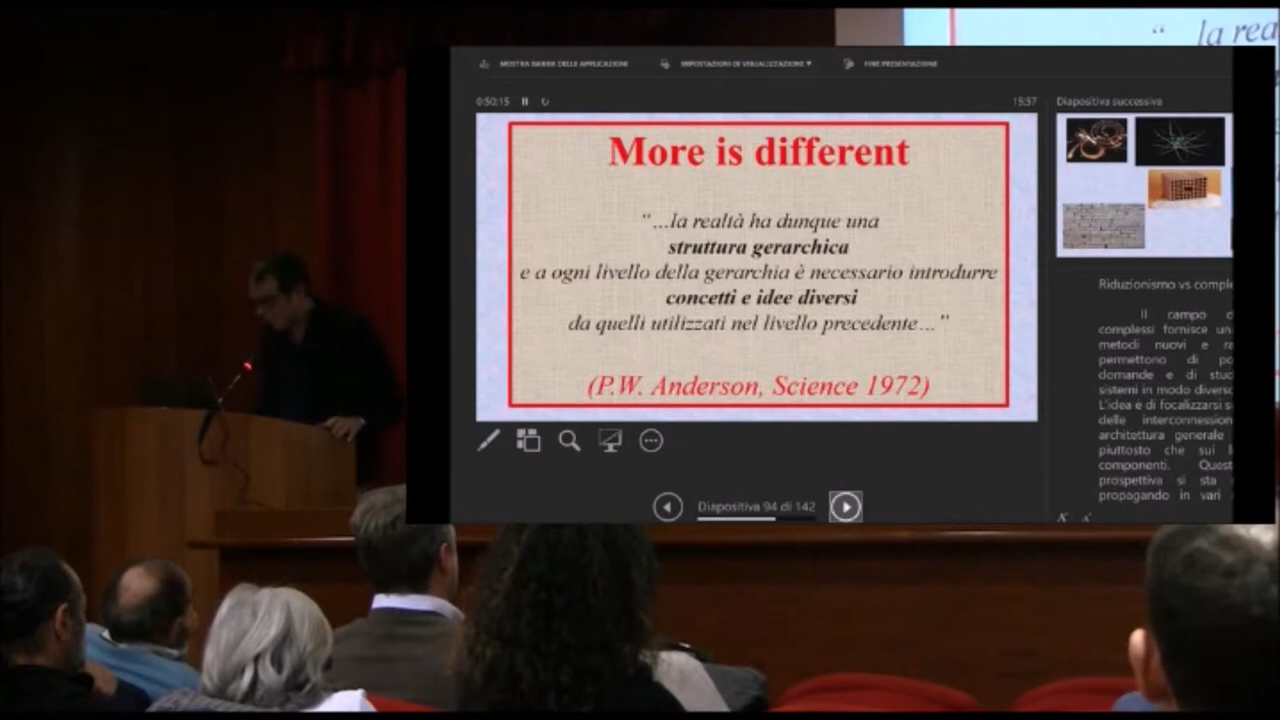 “ la rea
MOSTRA BARRA DELLE APPLICAZIONI
IMPOSTAZIONI DI VISUALIZZAZIONE ▼
FINE PRESENTAZIONE
0:50:15
15:57
Diapositiva successiva
More is different
“…la realtà ha dunque una
struttura gerarchica
e a ogni livello della gerarchia è necessario introdurre
concetti e idee diversi
da quelli utilizzati nel livello precedente…”
(P.W. Anderson, Science 1972)
Diapositiva 94 di 142
Riduzionismo vs comple
Il campo d
complessi fornisce un
metodi nuovi e ra
permettono di po
domande e di stud
sistemi in modo diverso
L'idea è di focalizzarsi s
delle interconnession
architettura generale
piuttosto che sui
componenti. Quest
prospettiva si sta
propagando in vari